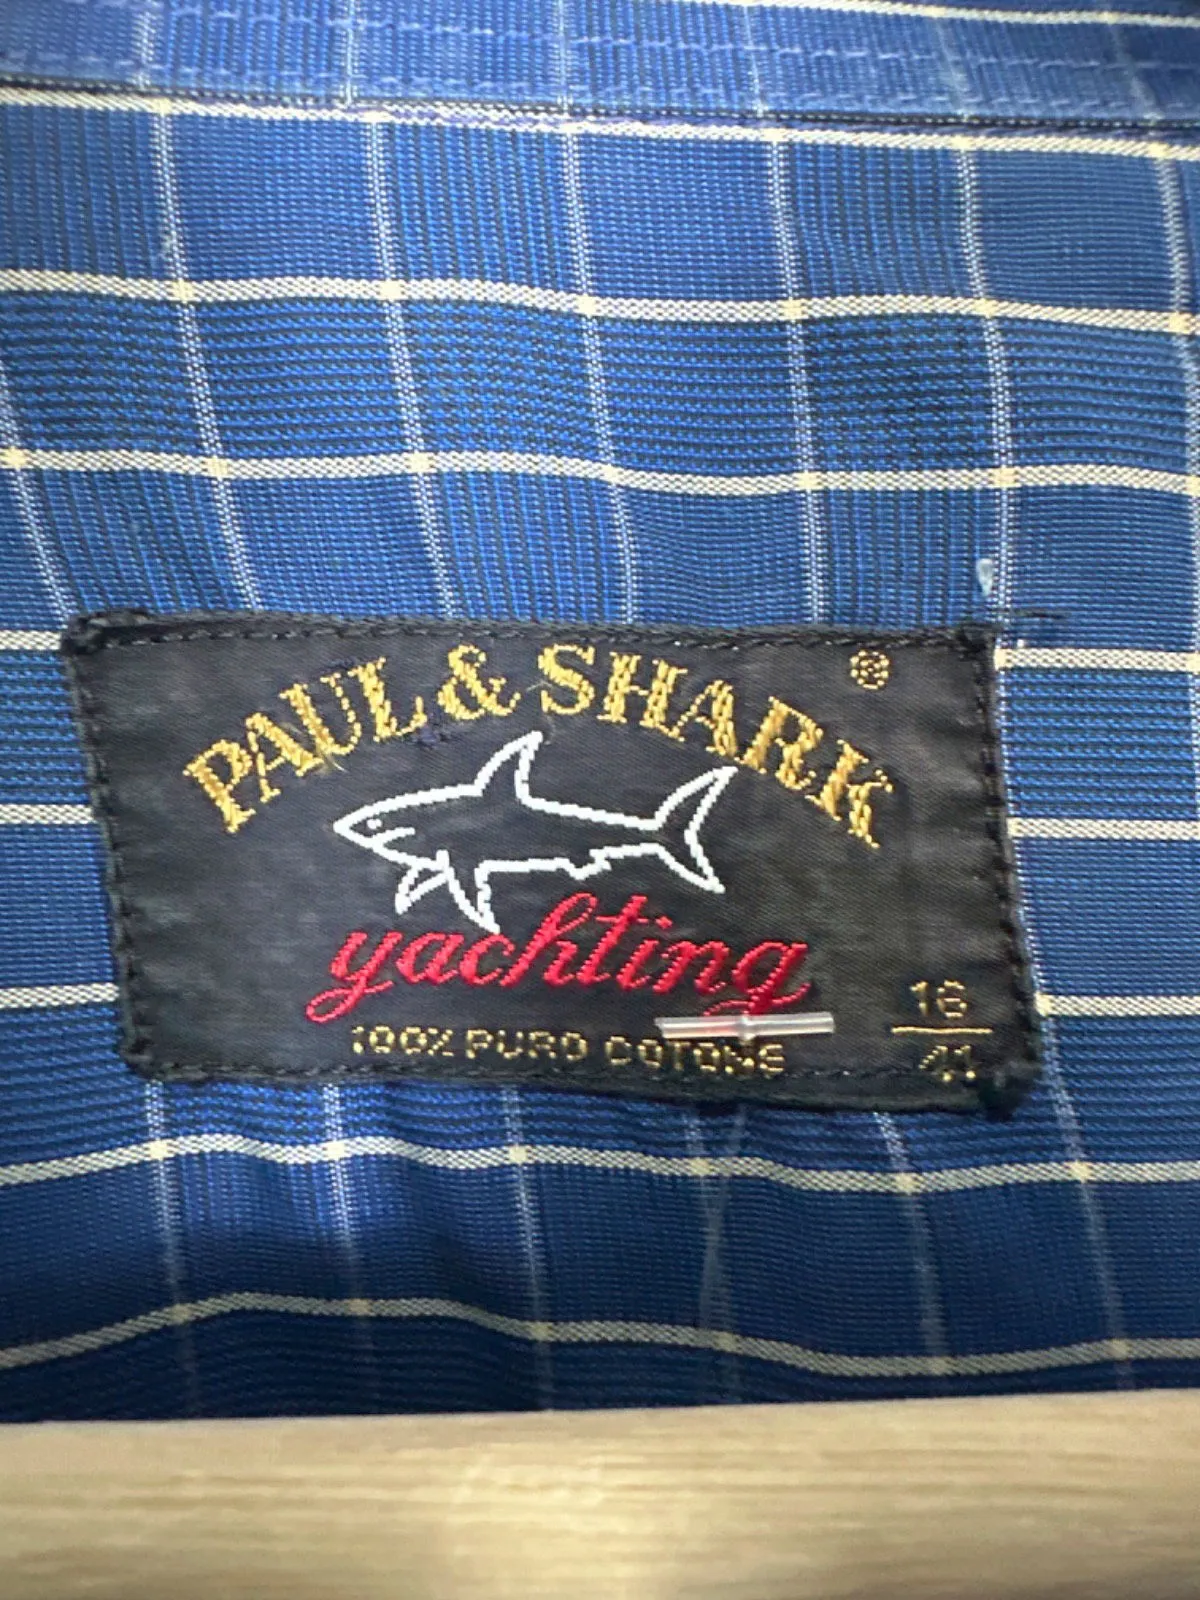 PAUL & SHARK ®
yachting
100% PURO COTONE
16
41